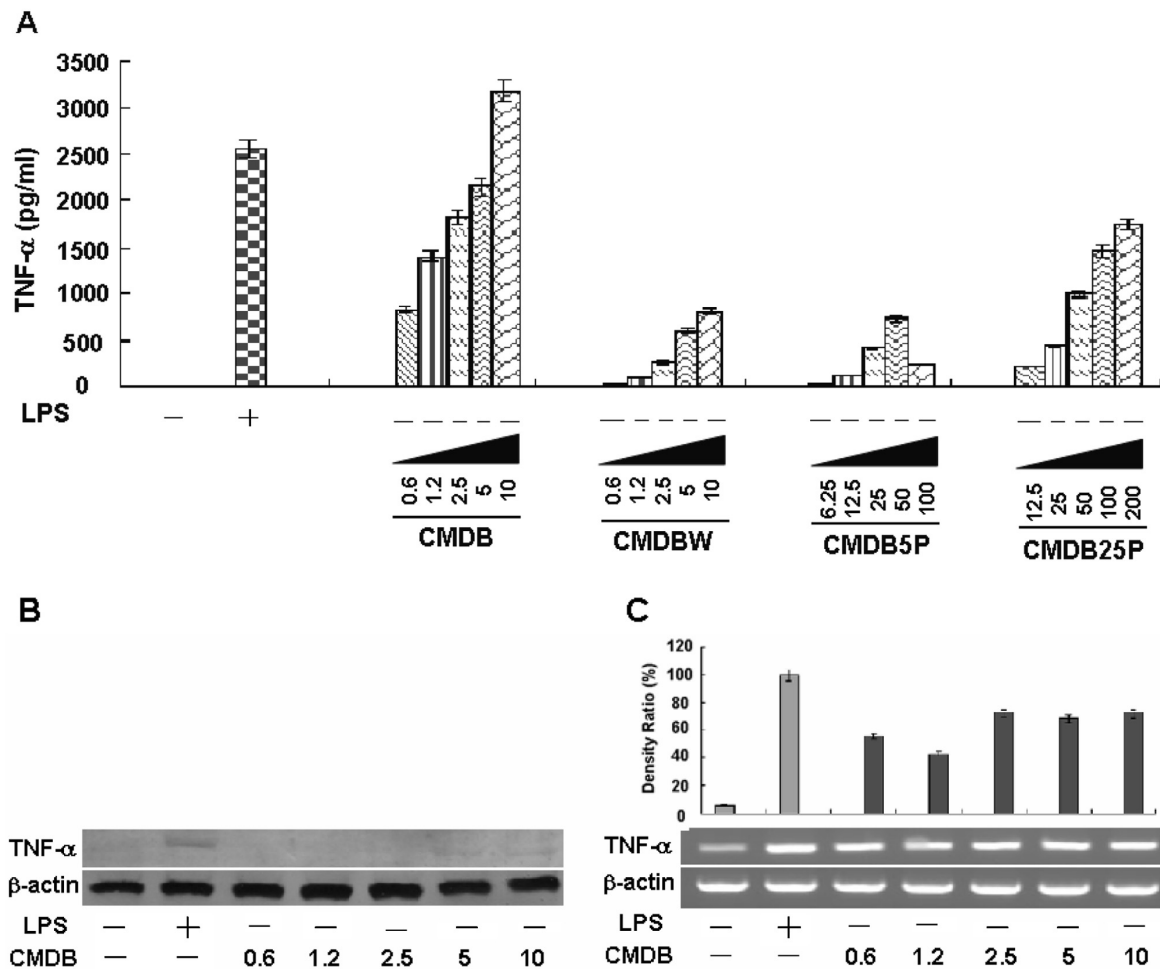 A
TNF-α (pg/ml)
3500
3000
2500
2000
1500
1000
500
0
LPS − + − − − − − − − − − − − − − − − − − − − −
0.6 1.2 2.5 5 10 0.6 1.2 2.5 5 10 6.25 12.5 25 50 100 12.5 25 50 100 200
CMDB CMDBW CMDB5P CMDB25P
B
TNF-α
β-actin
LPS − + − − − − −
CMDB − − 0.6 1.2 2.5 5 10
C
Density Ratio (%)
120
100
80
60
40
20
0
TNF-α
β-actin
LPS − + − − − − −
CMDB − − 0.6 1.2 2.5 5 10